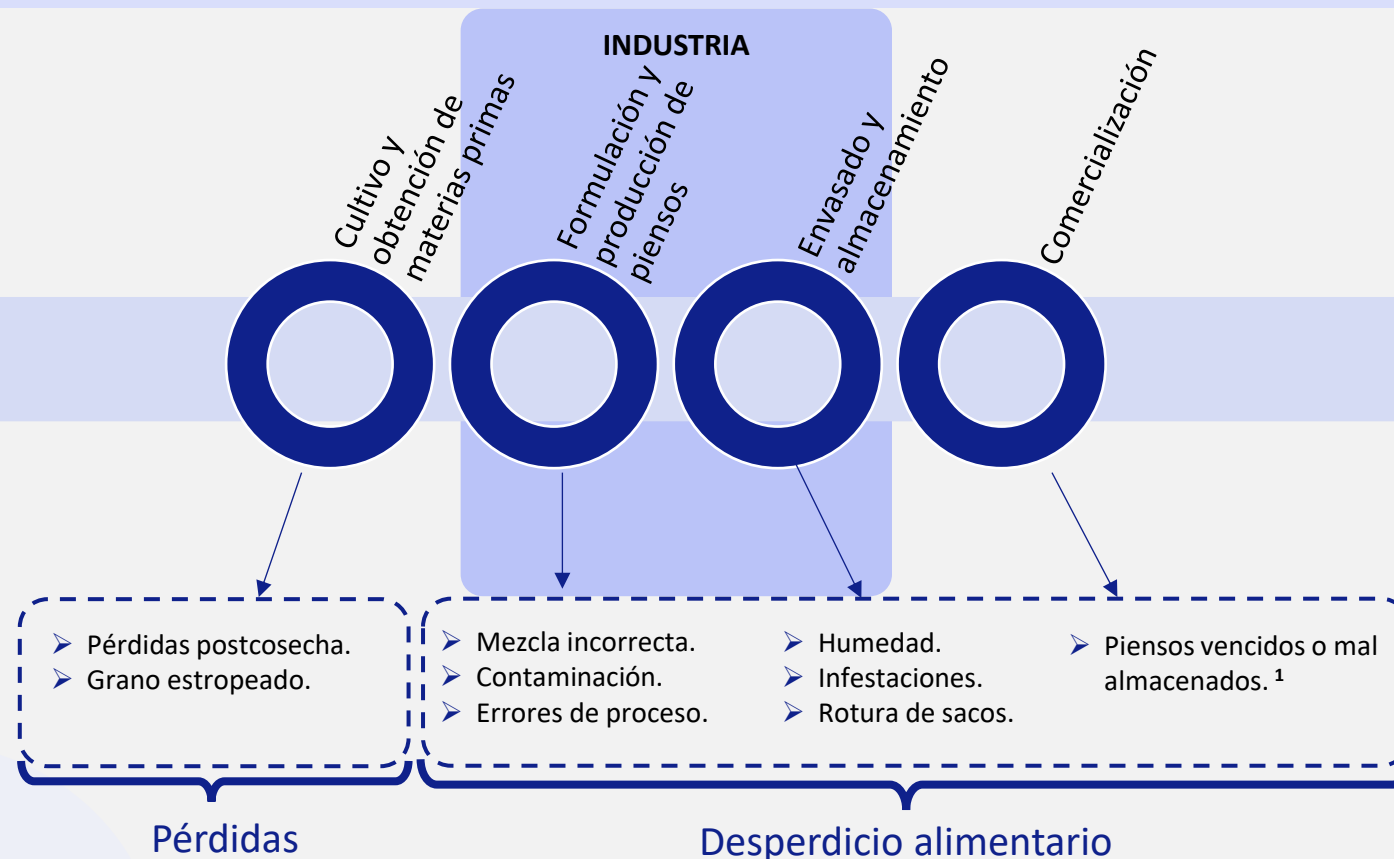 INDUSTRIA
Cultivo y
obtención de
materias primas
Formulación y
producción de
piensos
Envasado y
almacenamiento
Comercialización
➢ Pérdidas postcosecha.
➢ Grano estropeado.
➢ Mezcla incorrecta.
➢ Contaminación.
➢ Errores de proceso.
➢ Humedad.
➢ Infestaciones.
➢ Rotura de sacos.
➢ Piensos vencidos o mal
almacenados. ¹
Pérdidas
Desperdicio alimentario